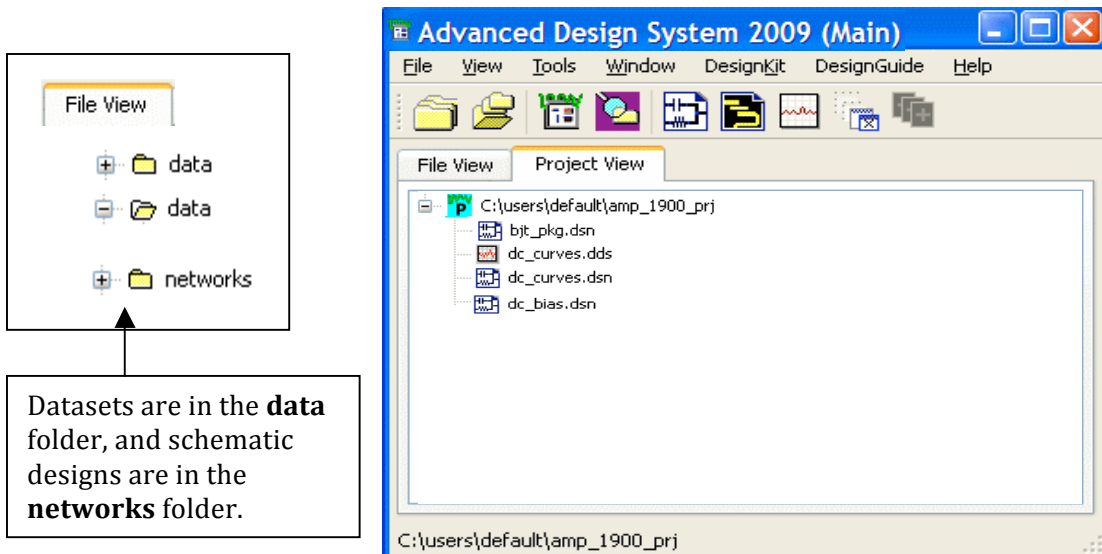 File View
data
data
networks
Datasets are in the data
folder, and schematic
designs are in the
networks folder.
Advanced Design System 2009 (Main)
File View Tools Window DesignKit DesignGuide Help
File View Project View
P C:\users\default\amp_1900_prj
bjt_pkg.dsn
dc_curves.dds
dc_curves.dsn
dc_bias.dsn
C:\users\default\amp_1900_prj